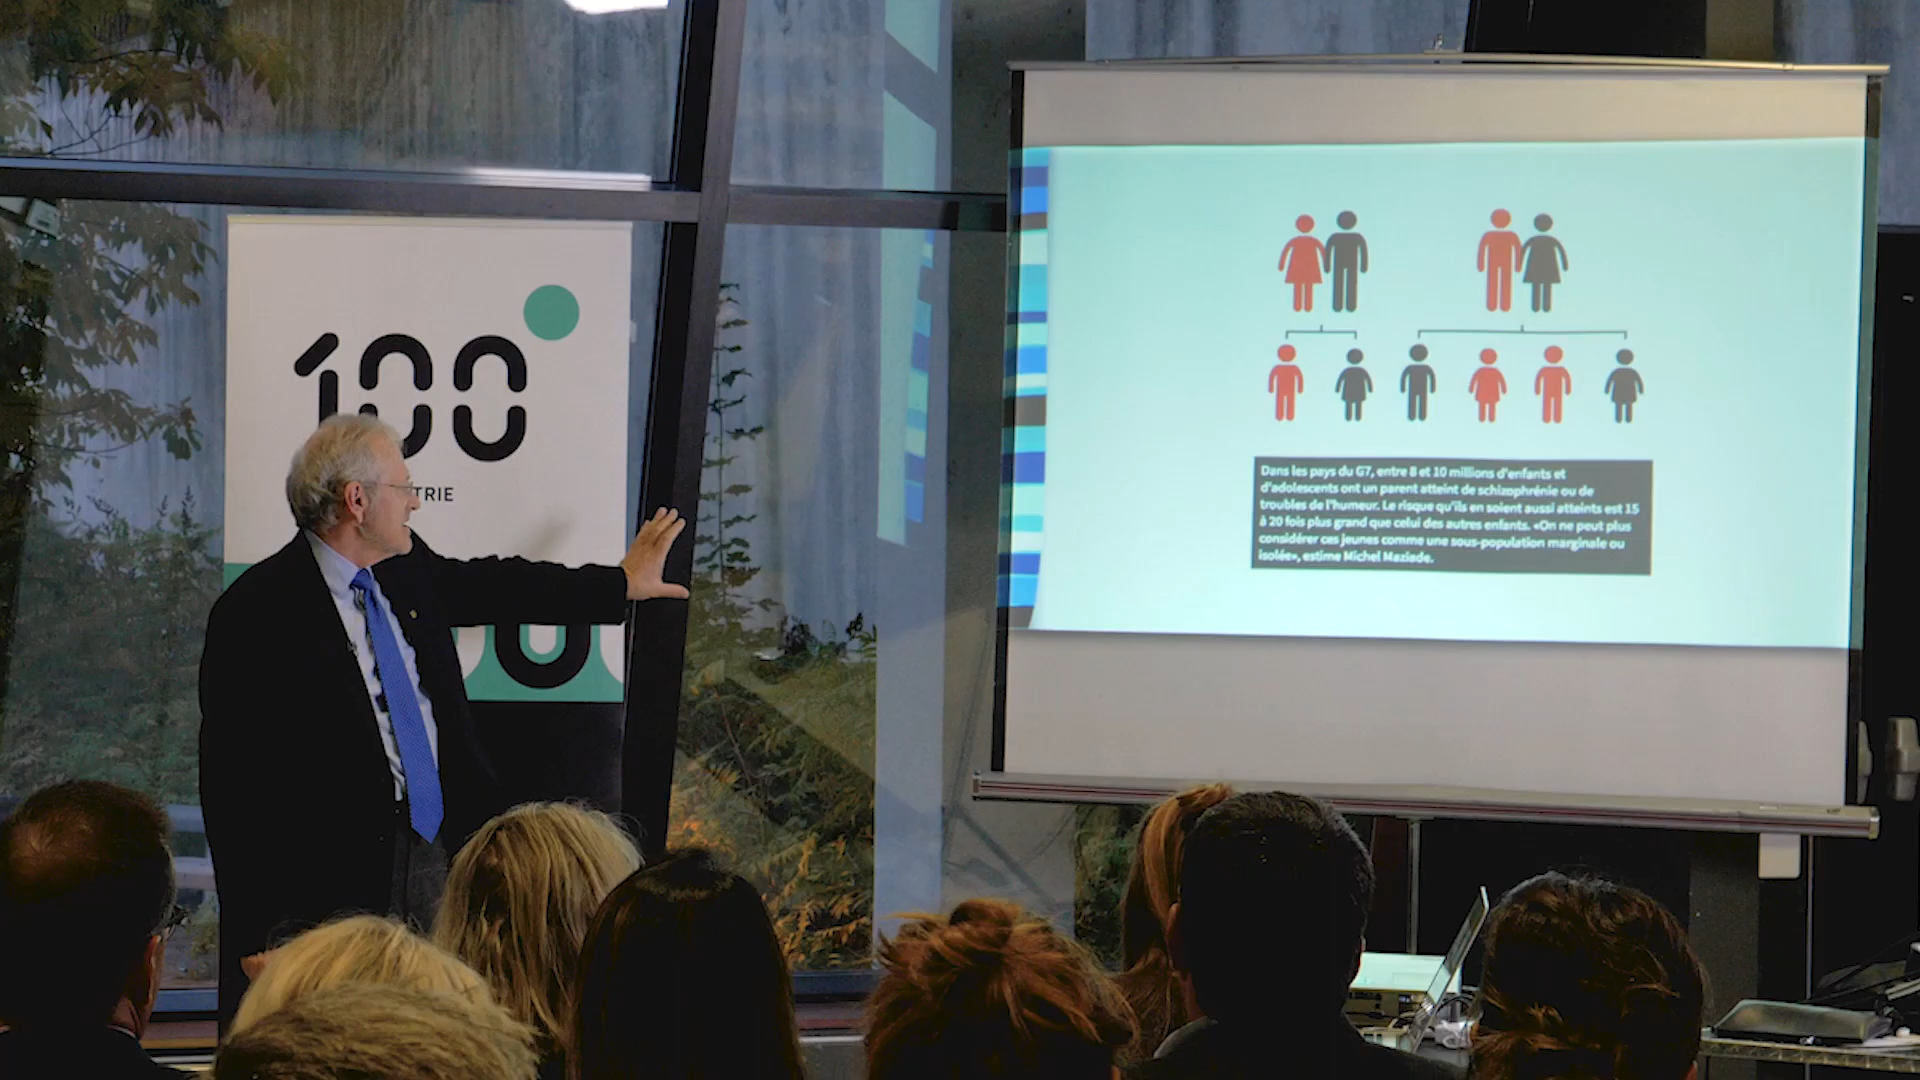 100
TRIE
Dans les pays du G7, entre 8 et 10 millions d'enfants et
d'adolescents ont un parent atteint de schizophrénie ou de
troubles de l'humeur. Le risque qu'ils en soient aussi atteints est 15
à 20 fois plus grand que celui des autres enfants. «On ne peut plus
considérer ces jeunes comme une sous-population marginale ou
isolée», estime Michel Maziade.